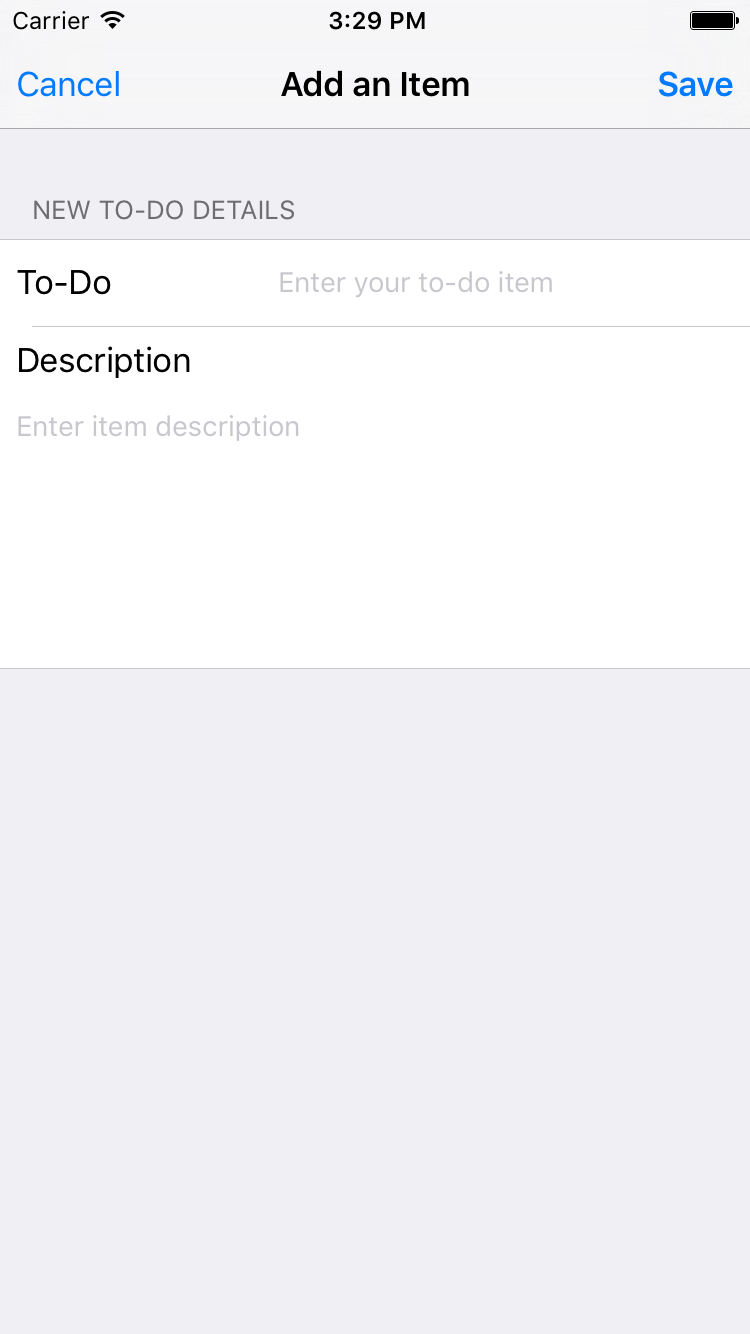 Carrier 3:29 PM
Cancel Add an Item Save
NEW TO-DO DETAILS
To-Do Enter your to-do item
Description
Enter item description